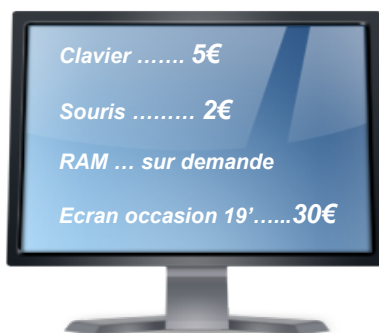 Clavier ....... 5€
Souris ......... 2€
RAM ... sur demande
Ecran occasion 19’......30€